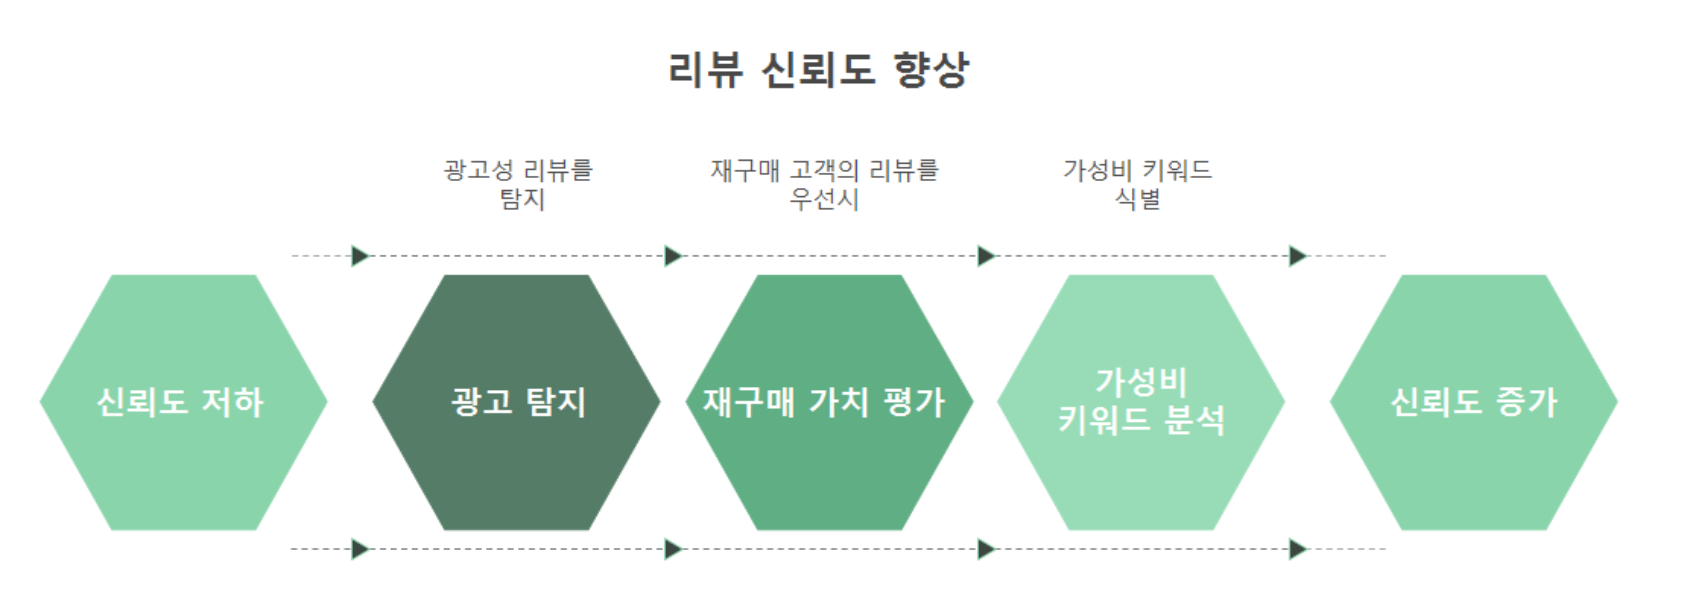 리뷰 신뢰도 향상
광고성 리뷰를
탐지
재구매 고객의 리뷰를
우선시
가성비 키워드
식별
신뢰도 저하
광고 탐지
재구매 가치 평가
가성비
키워드 분석
신뢰도 증가